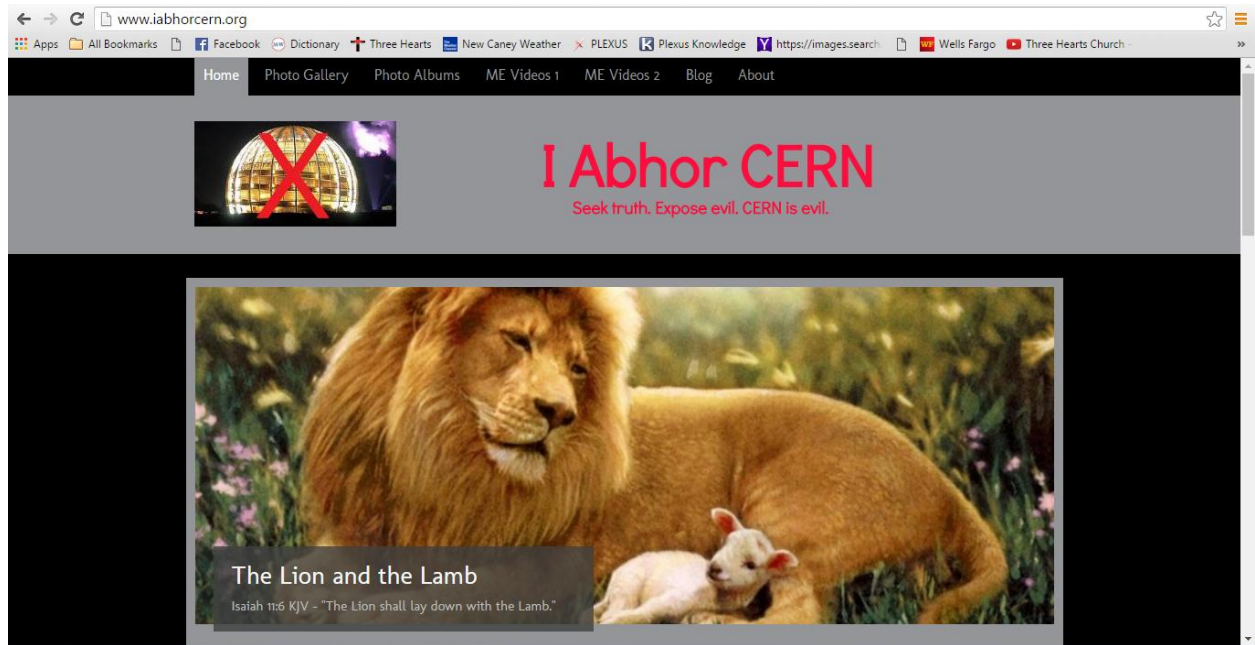 www.iabhorcern.org
Apps All Bookmarks Facebook Dictionary Three Hearts New Caney Weather PLEXUS Plexus Knowledge https://images.search. Wells Fargo Three Hearts Church - »
Home Photo Gallery Photo Albums ME Videos 1 ME Videos 2 Blog About
I Abhor CERN
Seek truth. Expose evil. CERN is evil.
The Lion and the Lamb
Isaiah 11:6 KJV - "The Lion shall lay down with the Lamb."